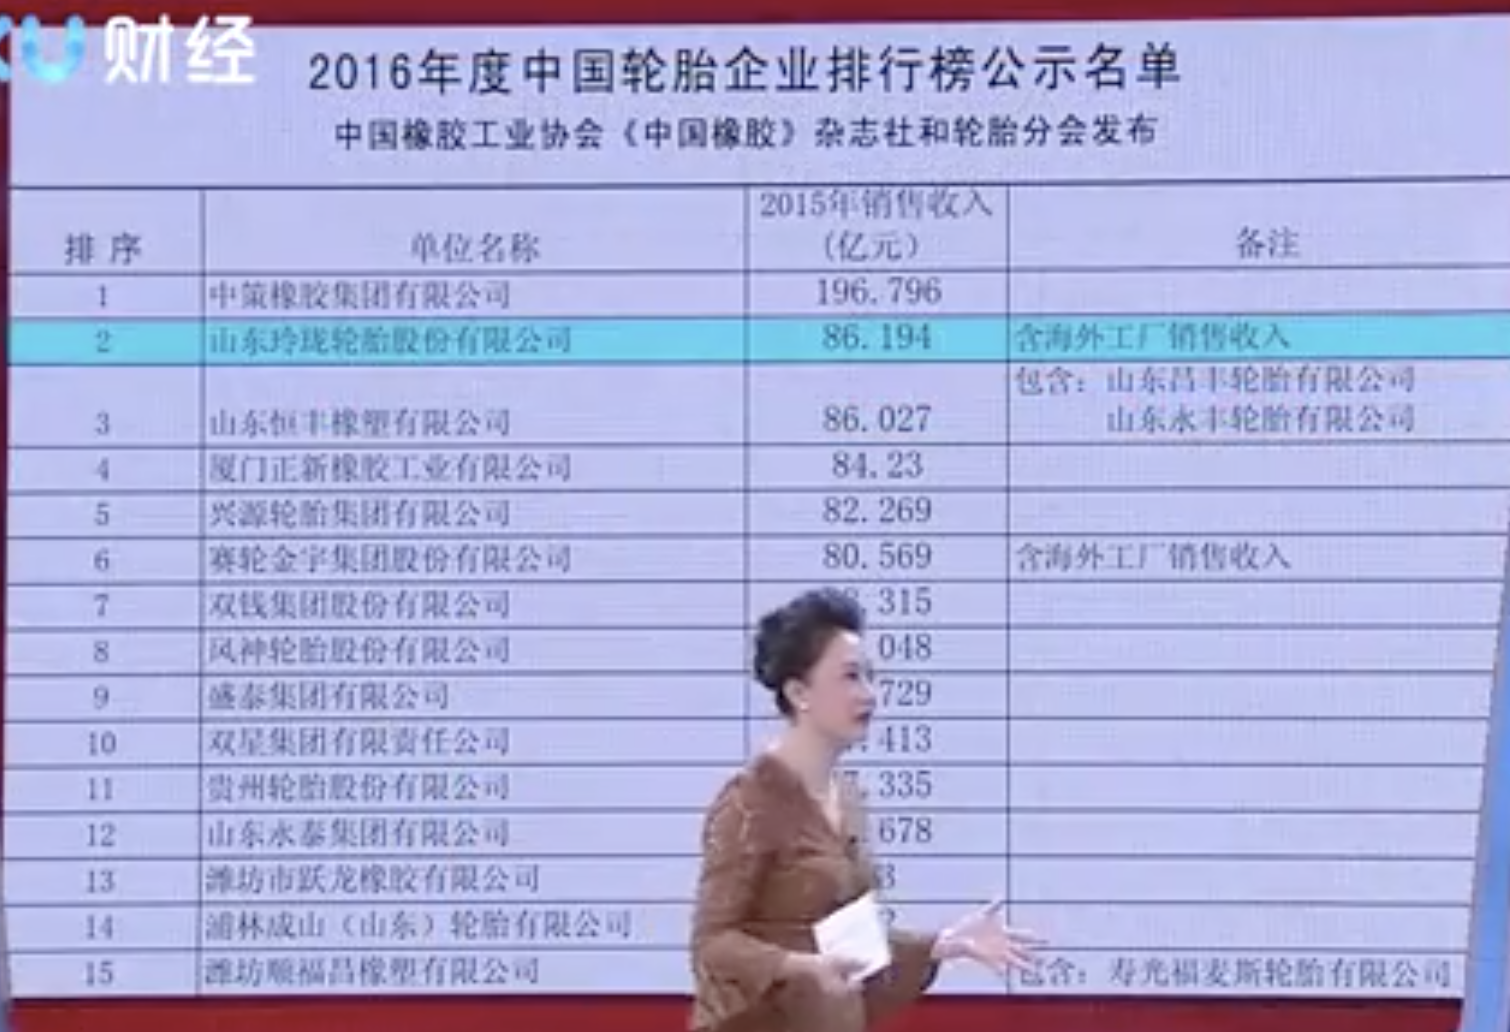 财经
2016年度中国轮胎企业排行榜公示名单
中国橡胶工业协会《中国橡胶》杂志社和轮胎分会发布
排 序 单位名称 2015年销售收入(亿元) 备注
1 中策橡胶集团有限公司 196.796
2 山东玲珑轮胎股份有限公司 86.194 含海外工厂销售收入
3 山东恒丰橡塑有限公司 86.027 包含：山东昌丰轮胎有限公司
山东永丰轮胎有限公司
4 厦门正新橡胶工业有限公司 84.23
5 兴源轮胎集团有限公司 82.269
6 赛轮金宇集团股份有限公司 80.569 含海外工厂销售收入
7 双钱集团股份有限公司 315
8 风神轮胎股份有限公司 048
9 盛泰集团有限公司 729
10 双星集团有限责任公司 413
11 贵州轮胎股份有限公司 .335
12 山东永泰集团有限公司 678
13 潍坊市跃龙橡胶有限公司
14 浦林成山（山东）轮胎有限公司
15 潍坊顺福昌橡塑有限公司 包含：寿光福麦斯轮胎有限公司